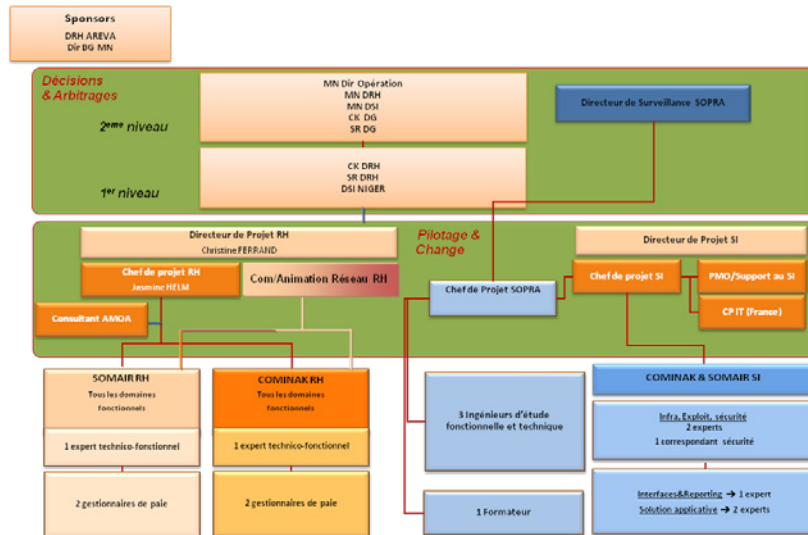 Sponsors
DRH AREVA
Dir BG MN
Décisions
& Arbitrages
2eme niveau
MN Dir Opération
MN DRH
MN DSI
CK DG
SR DG
Directeur de Surveillance SOPRA
1er niveau
CK DRH
SR DRH
DSI NIGER
Directeur de Projet RH
Christine FERRAND
Pilotage &
Change
Directeur de Projet SI
Chef de projet RH
Jasmine HELM
Com/Animation Réseau RH
Chef de Projet SOPRA
Chef de projet SI
PMO/Support au SI
Consultant AMOA
CP IT (France)
SOMAIR RH
Tous les domaines
fonctionnels
COMINAK RH
Tous les domaines
fonctionnels
COMINAK & SOMAIR SI
3 Ingénieurs d'étude
fonctionnelle et technique
Infra, Exploit, sécurité
2 experts
1 correspondant sécurité
1 expert technico-fonctionnel
1 expert technico-fonctionnel
2 gestionnaires de paie
2 gestionnaires de paie
1 Formateur
Interfaces&Reporting → 1 expert
Solution applicative → 2 experts